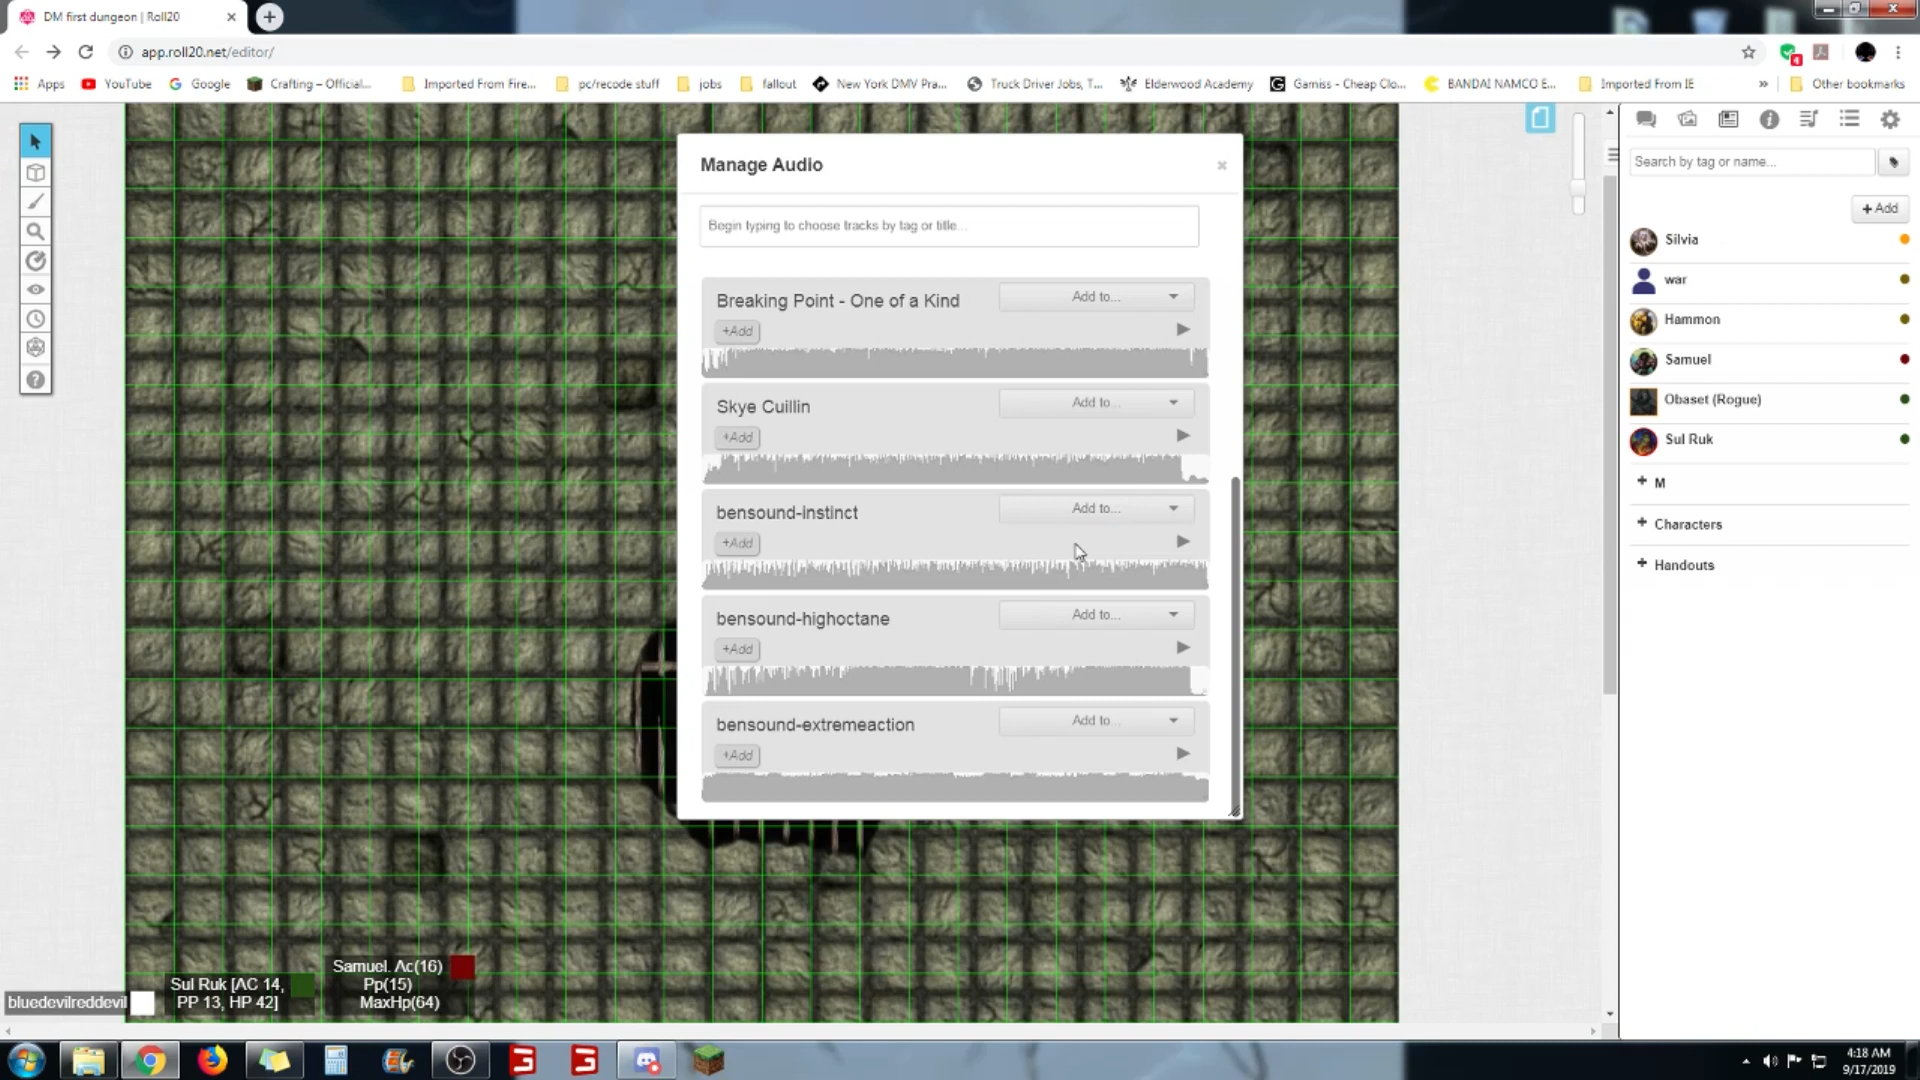 DM first dungeon | Roll20
app.roll20.net/editor/
Apps YouTube Google Crafting – Official... Imported From Fire... pc/recode stuff jobs fallout New York DMV Pra... Truck Driver Jobs, T... Elderwood Academy Gamiss - Cheap Clo... BANDAI NAMCO E... Imported From IE » Other bookmarks
Manage Audio
Begin typing to choose tracks by tag or title...
Breaking Point - One of a Kind Add to...
+Add
Skye Cuillin Add to...
+Add
bensound-instinct Add to...
+Add
bensound-highoctane Add to...
+Add
bensound-extremeaction Add to...
+Add
Search by tag or name...
+ Add
Silvia
war
Hammon
Samuel
Obaset (Rogue)
Sul Ruk
+ M
+ Characters
+ Handouts
bluedevilreddevil
Sul Ruk [AC 14,
PP 13, HP 42]
Samuel. Ac(16)
Pp(15)
MaxHp(64)
4:18 AM
9/17/2019